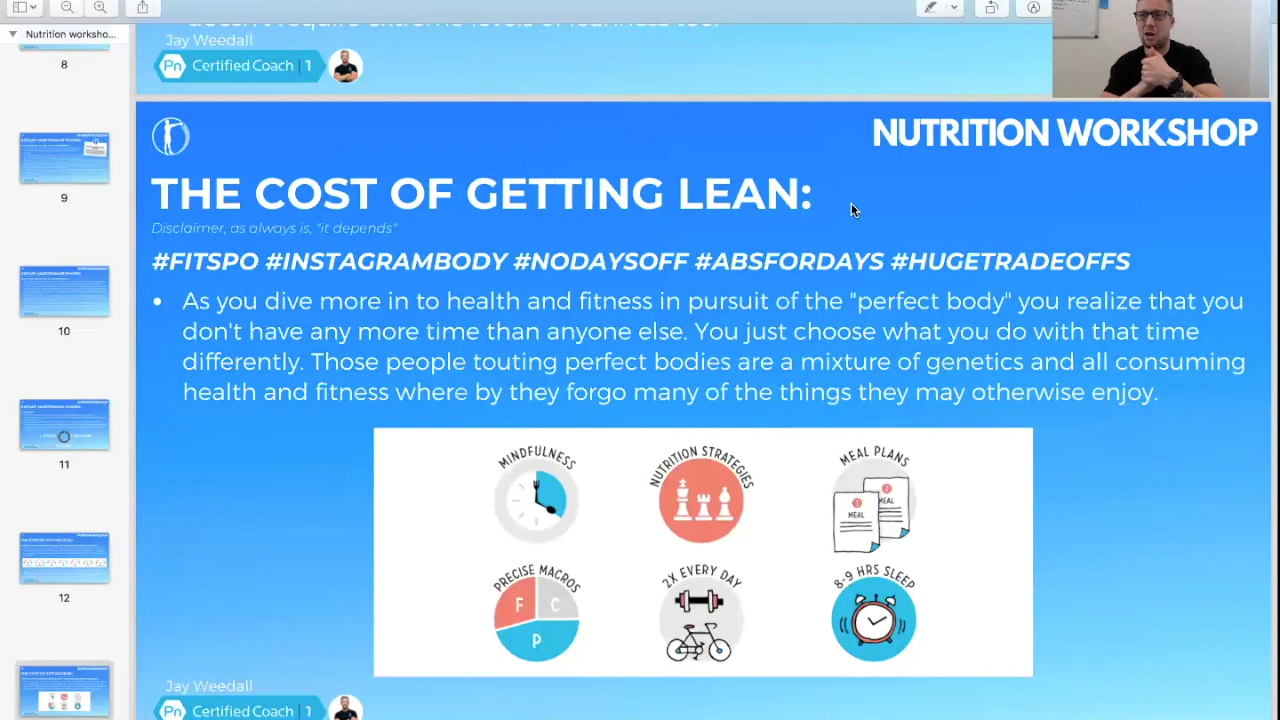 Nutrition worksho...
8
9
10
11
12
Jay Weedall
Pn Certified Coach | 1
NUTRITION WORKSHOP
THE COST OF GETTING LEAN:
Disclaimer, as always is, "it depends"
#FITSPO #INSTAGRAMBODY #NODAYSOFF #ABSFORDAYS #HUGETRADEOFFS
• As you dive more in to health and fitness in pursuit of the "perfect body" you realize that you
don't have any more time than anyone else. You just choose what you do with that time
differently. Those people touting perfect bodies are a mixture of genetics and all consuming
health and fitness where by they forgo many of the things they may otherwise enjoy.
MINDFULNESS
NUTRITION STRATEGIES
MEAL PLANS
1 MEAL
2 MEAL
PRECISE MACROS
F C
P
2X EVERY DAY
8-9 HRS SLEEP
Jay Weedall
Pn Certified Coach | 1